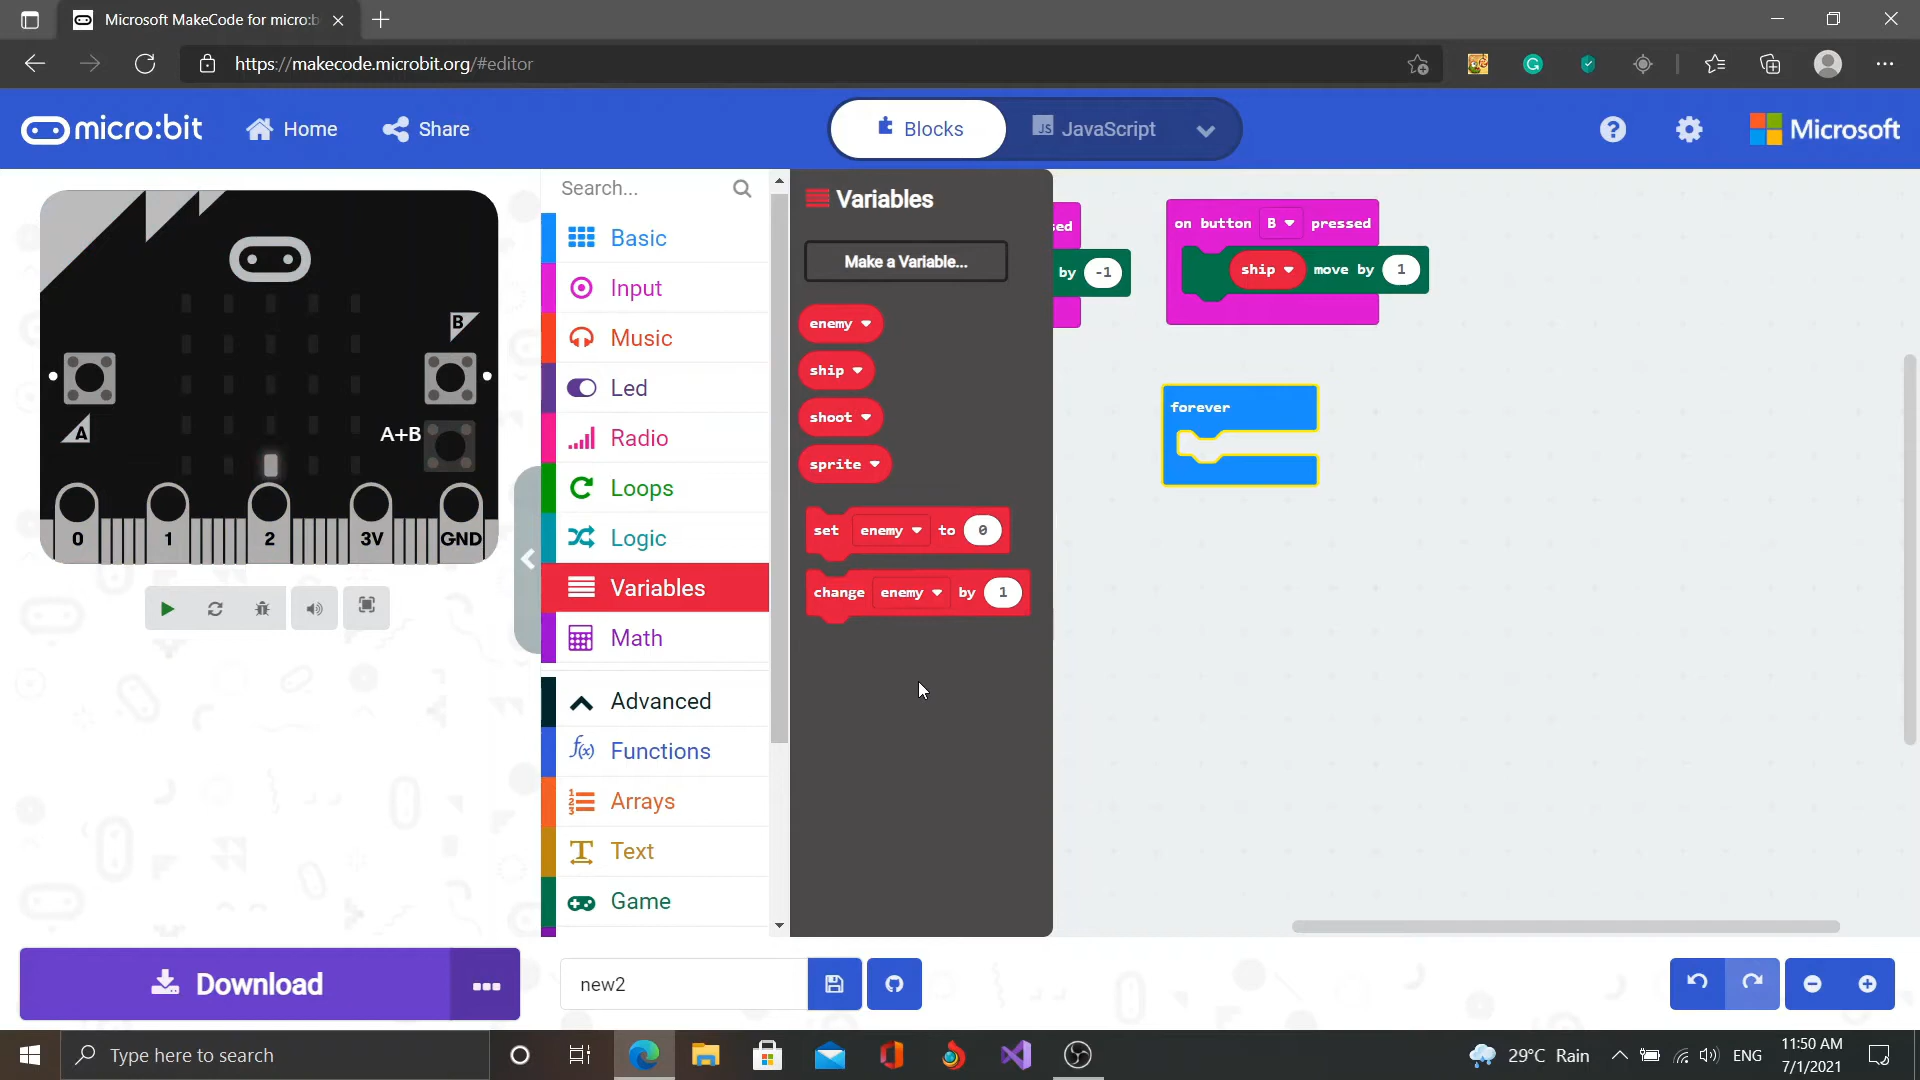 Microsoft MakeCode for micro:b
https://makecode.microbit.org/#editor
micro:bit
Home
Share
Blocks
JS
JavaScript
?
Microsoft
B
A
A+B
0
1
2
3V
GND
Download
Search...
Basic
Input
Music
Led
Radio
Loops
Logic
Variables
Math
Advanced
f(x) Functions
1 2 3 Arrays
T Text
Game
Variables
Make a Variable...
enemy
ship
shoot
sprite
set enemy to 0
change enemy by 1
by -1
on button B pressed
ship move by 1
forever
new2
Type here to search
29°C Rain
ENG
11:50 AM
7/1/2021